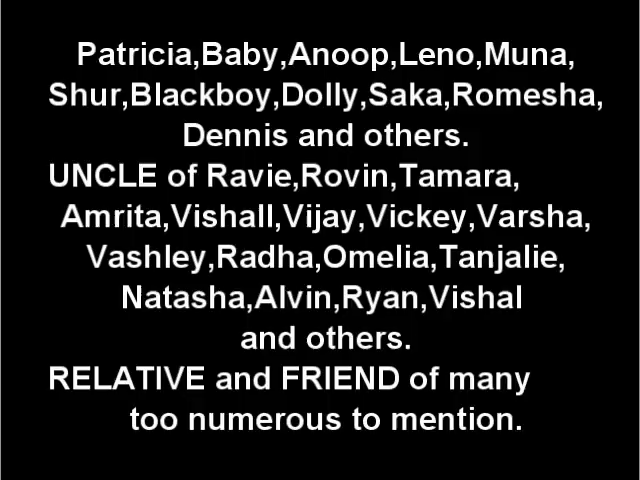 Patricia,Baby,Anoop,Leno,Muna,
Shur,Blackboy,Dolly,Saka,Romesha,
Dennis and others.
UNCLE of Ravie,Rovin,Tamara,
Amrita,Vishall,Vijay,Vickey,Varsha,
Vashley,Radha,Omelia,Tanjalie,
Natasha,Alvin,Ryan,Vishal
and others.
RELATIVE and FRIEND of many
too numerous to mention.